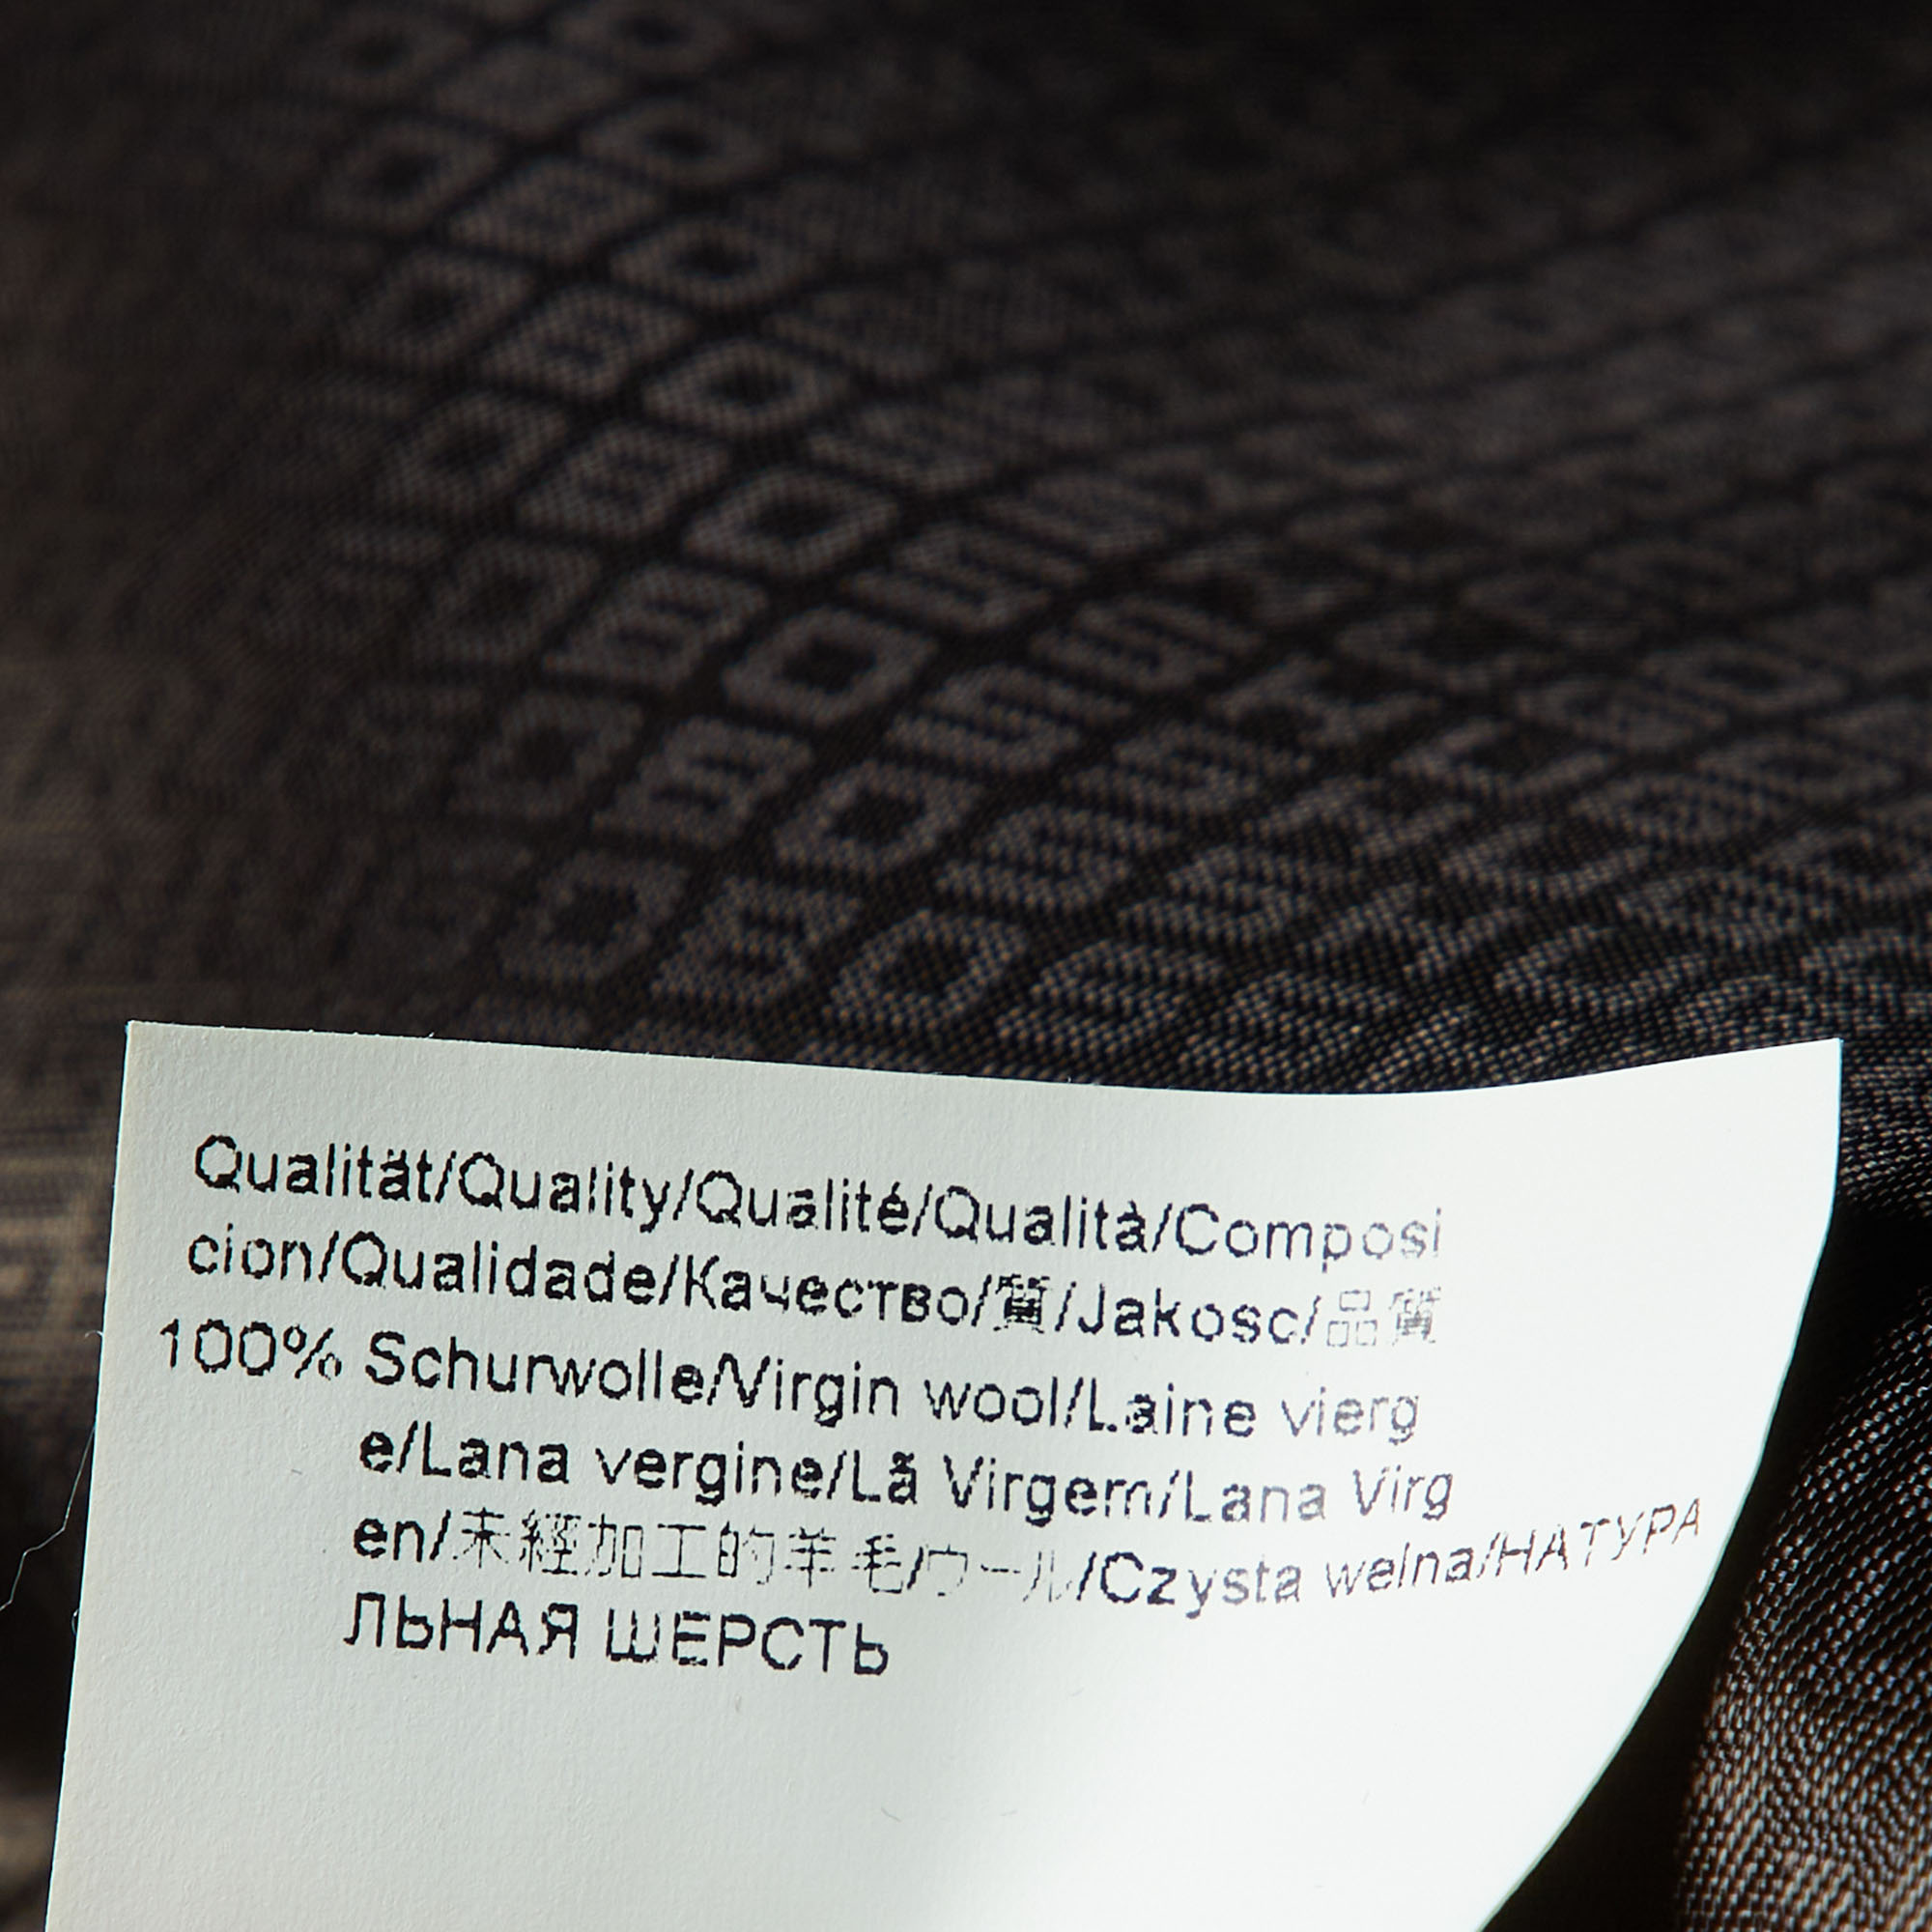 Qualität/Quality/Qualité/Qualità/Composi
cion/Qualidade/Качество/質/Jakosc/品質
100% Schurwolle/Virgin wool/Laine vierg
e/Lana vergine/Lã Virgem/Lana Virg
en/未經加工的羊毛/ウール/Czysta welna/НАТУРА
ЛЬНАЯ ШЕРСТЬ